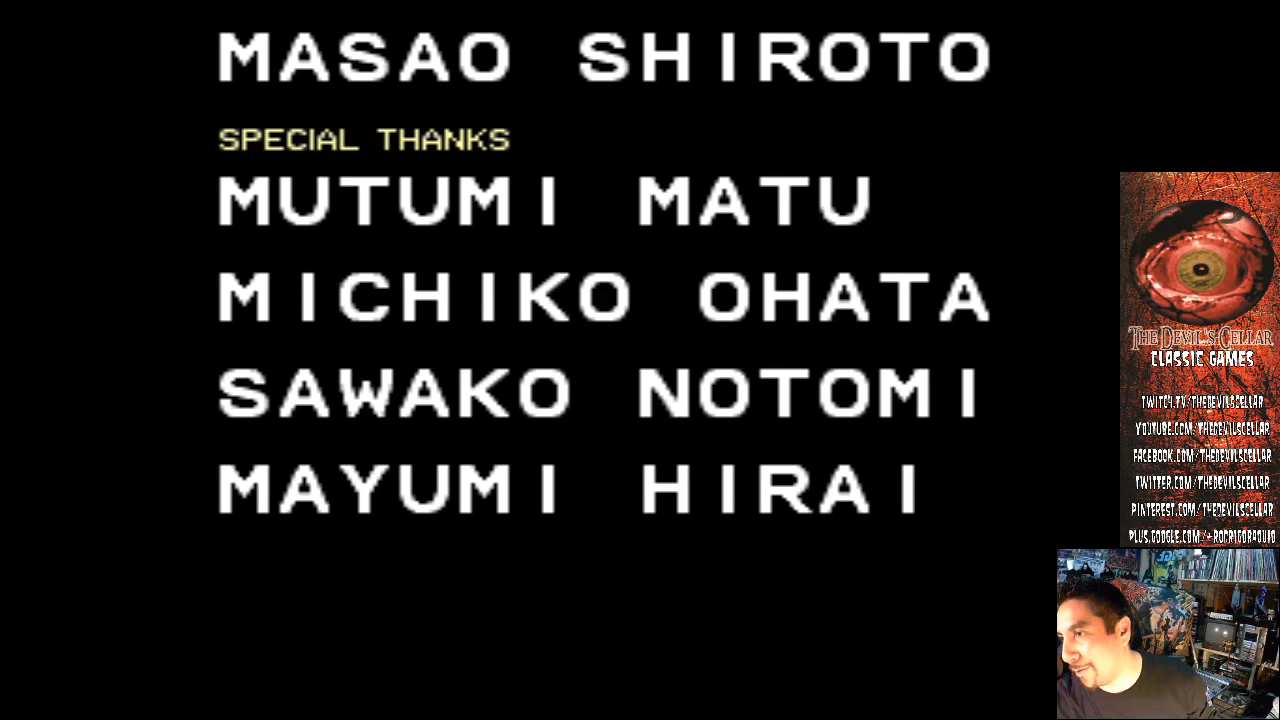 MASAO SHIROTO
SPECIAL THANKS
MUTUMI MATU
MICHIKO OHATA
SAWAKO NOTOMI
MAYUMI HIRAI
THE DEVIL'S CELLAR
CLASSIC GAMES
TWITCH.TV/THEDEVILSCELLAR
YOUTUBE.COM/THEDEVILSCELLAR
FACEBOOK.COM/THEDEVILSCELLAR
TWITTER.COM/THEDEVILSCELLAR
PINTEREST.COM/THEDEVILSCELLAR